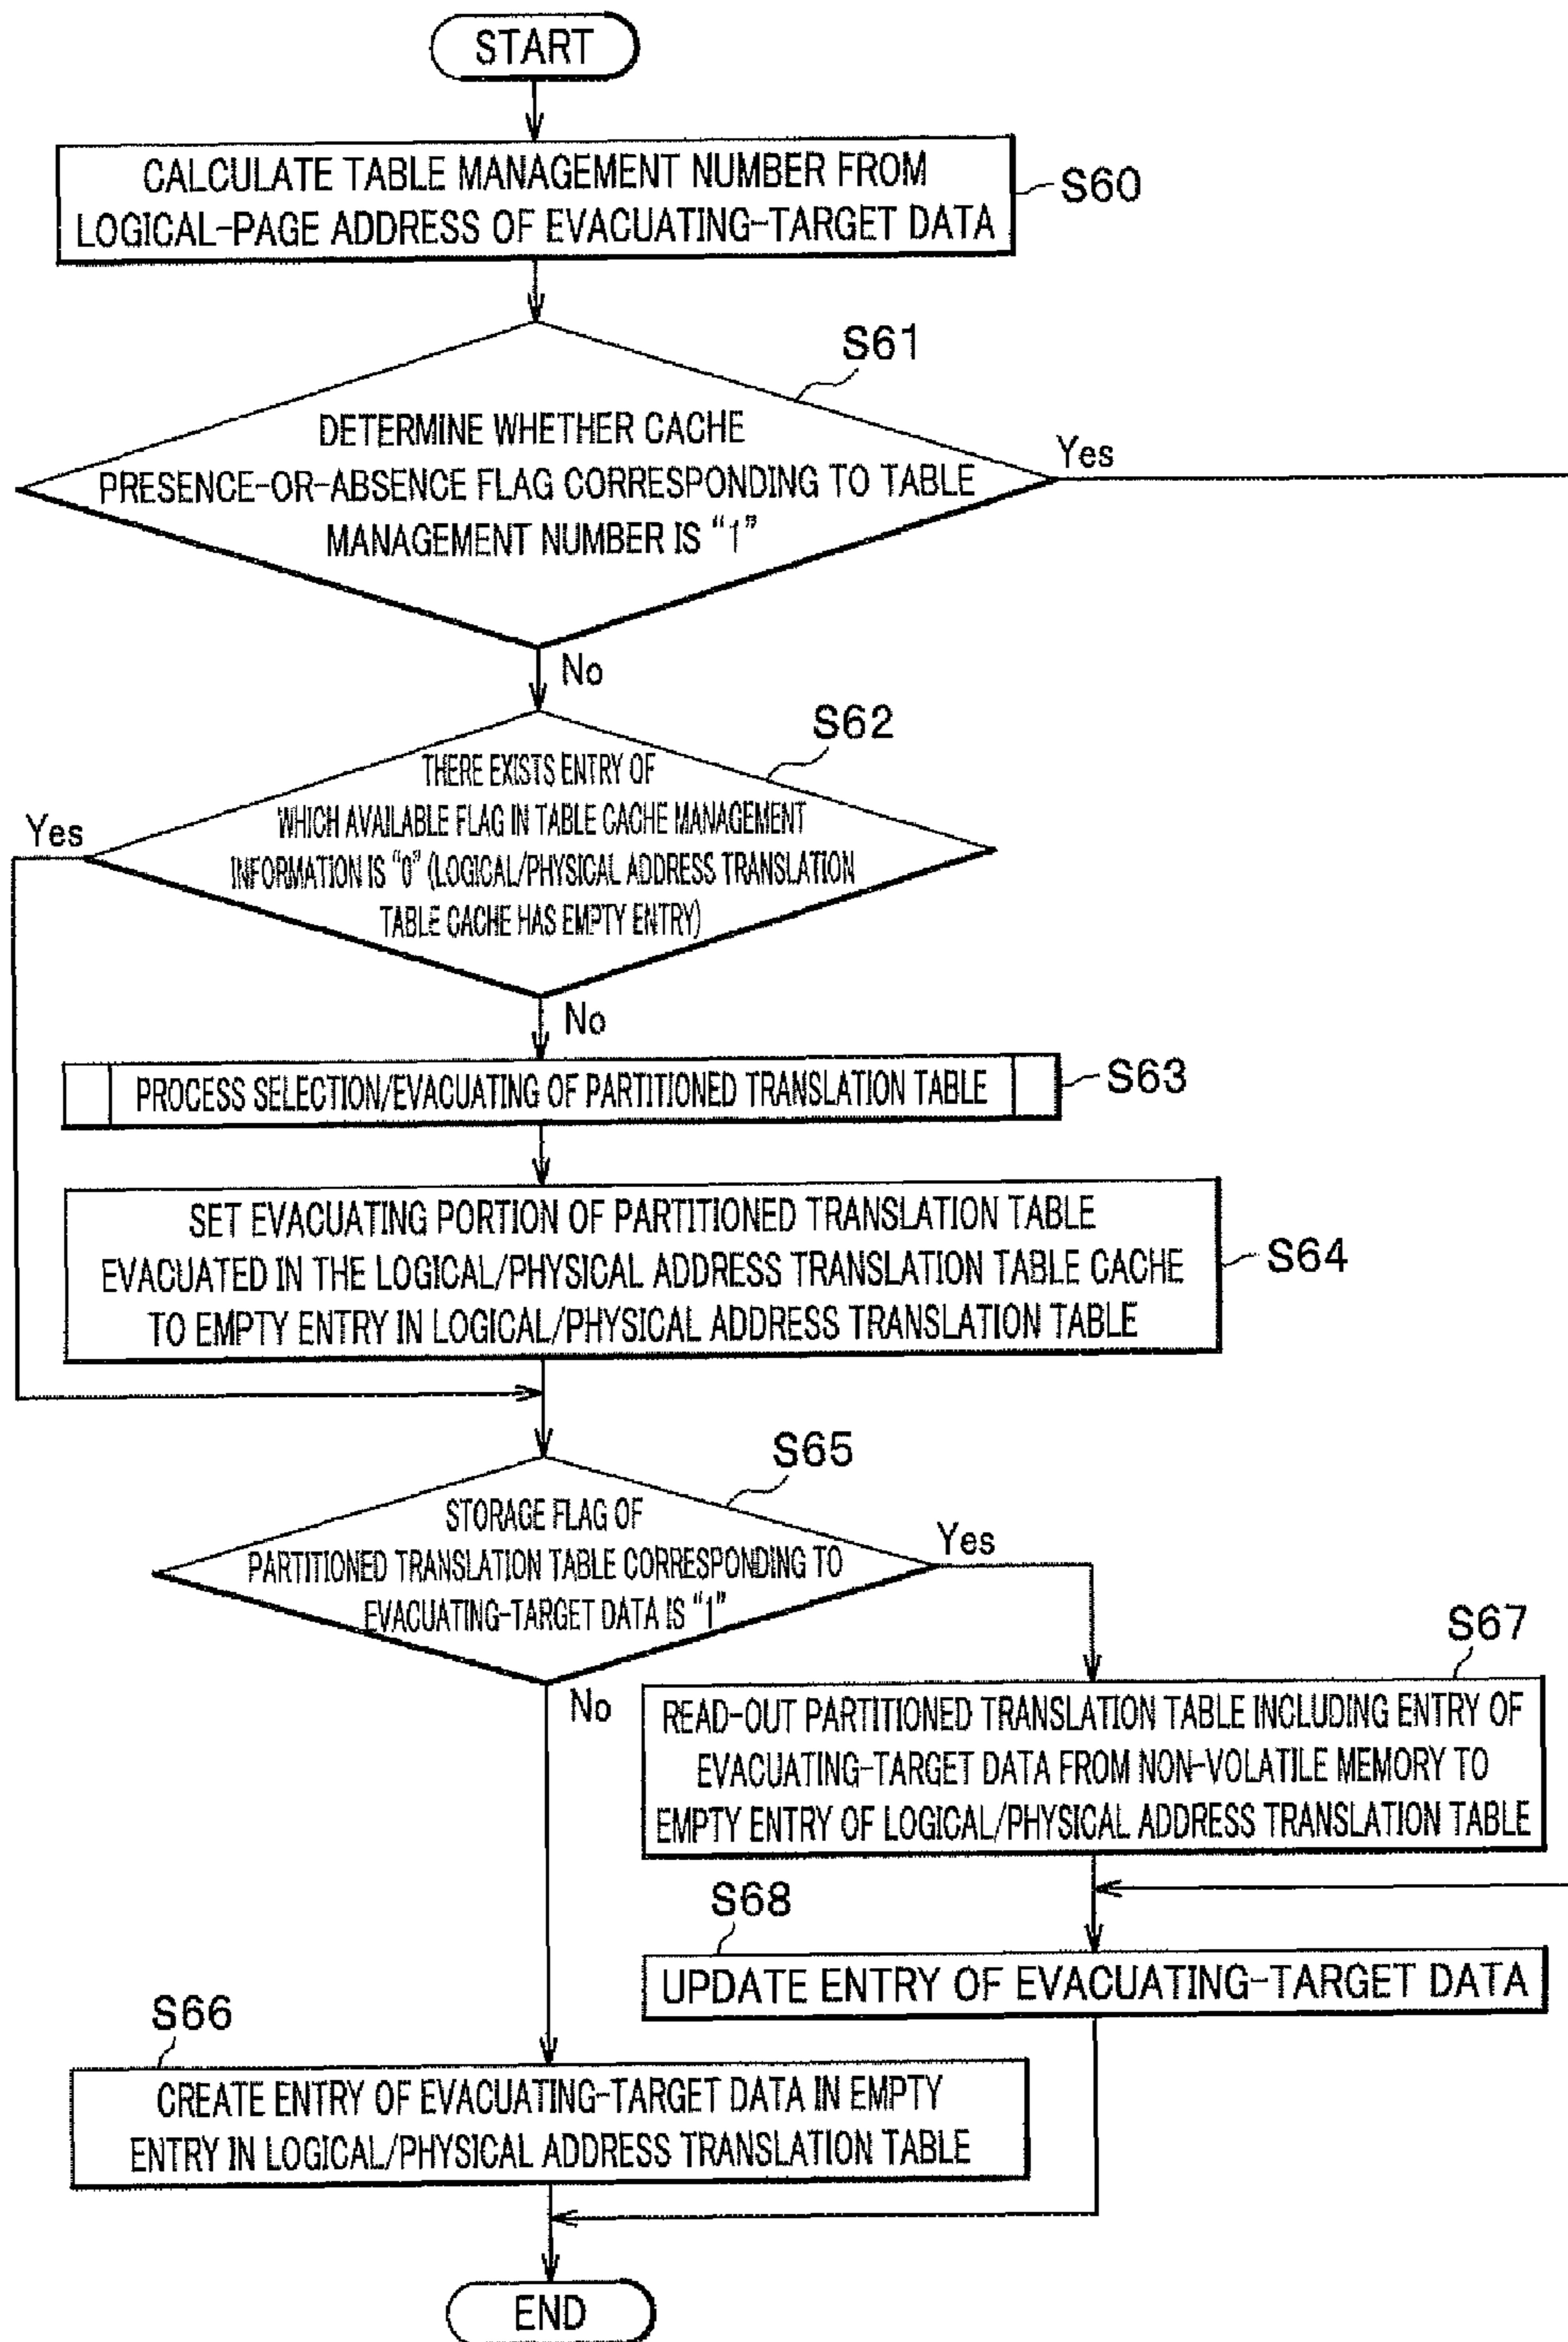 START
CALCULATE TABLE MANAGEMENT NUMBER FROM
LOGICAL-PAGE ADDRESS OF EVACUATING-TARGET DATA
S60
S61
DETERMINE WHETHER CACHE
PRESENCE-OR-ABSENCE FLAG CORRESPONDING TO TABLE
MANAGEMENT NUMBER IS “1”
Yes
No
S62
THERE EXISTS ENTRY OF
WHICH AVAILABLE FLAG IN TABLE CACHE MANAGEMENT
INFORMATION IS “0” (LOGICAL/PHYSICAL ADDRESS TRANSLATION
TABLE CACHE HAS EMPTY ENTRY)
Yes
No
PROCESS SELECTION/EVACUATING OF PARTITIONED TRANSLATION TABLE
S63
SET EVACUATING PORTION OF PARTITIONED TRANSLATION TABLE
EVACUATED IN THE LOGICAL/PHYSICAL ADDRESS TRANSLATION TABLE CACHE
TO EMPTY ENTRY IN LOGICAL/PHYSICAL ADDRESS TRANSLATION TABLE
S64
S65
STORAGE FLAG OF
PARTITIONED TRANSLATION TABLE CORRESPONDING TO
EVACUATING-TARGET DATA IS “1”
Yes
No
S67
READ-OUT PARTITIONED TRANSLATION TABLE INCLUDING ENTRY OF
EVACUATING-TARGET DATA FROM NON-VOLATILE MEMORY TO
EMPTY ENTRY OF LOGICAL/PHYSICAL ADDRESS TRANSLATION TABLE
S68
UPDATE ENTRY OF EVACUATING-TARGET DATA
S66
CREATE ENTRY OF EVACUATING-TARGET DATA IN EMPTY
ENTRY IN LOGICAL/PHYSICAL ADDRESS TRANSLATION TABLE
END